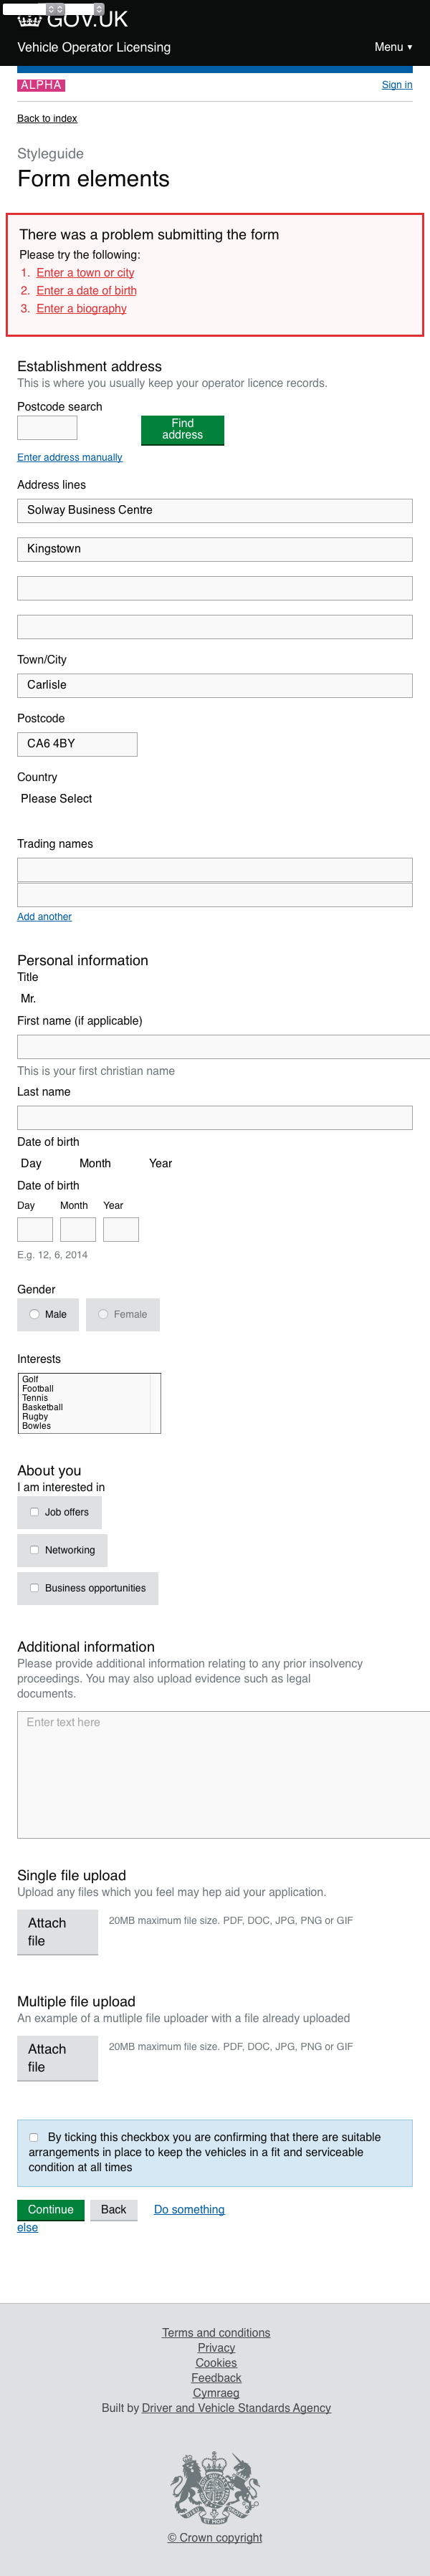 GOV.UK
Vehicle Operator Licensing
Menu ▼
ALPHA
Sign in
Back to index
Styleguide
Form elements
There was a problem submitting the form
Please try the following:
1. Enter a town or city
2. Enter a date of birth
3. Enter a biography
Establishment address
This is where you usually keep your operator licence records.
Postcode search
Find
address
Enter address manually
Address lines
Solway Business Centre
Kingstown
Town/City
Carlisle
Postcode
CA6 4BY
Country
Please Select
Trading names
Add another
Personal information
Title
Mr.
First name (if applicable)
This is your first christian name
Last name
Date of birth
Day Month Year
Date of birth
Day Month Year
E.g. 12, 6, 2014
Gender
Male Female
Interests
Golf
Football
Tennis
Basketball
Rugby
Bowles
About you
I am interested in
Job offers
Networking
Business opportunities
Additional information
Please provide additional information relating to any prior insolvency
proceedings. You may also upload evidence such as legal
documents.
Enter text here
Single file upload
Upload any files which you feel may hep aid your application.
Attach
file
20MB maximum file size. PDF, DOC, JPG, PNG or GIF
Multiple file upload
An example of a mutliple file uploader with a file already uploaded
Attach
file
20MB maximum file size. PDF, DOC, JPG, PNG or GIF
By ticking this checkbox you are confirming that there are suitable
arrangements in place to keep the vehicles in a fit and serviceable
condition at all times
Continue Back Do something
else
Terms and conditions
Privacy
Cookies
Feedback
Cymraeg
Built by Driver and Vehicle Standards Agency
© Crown copyright